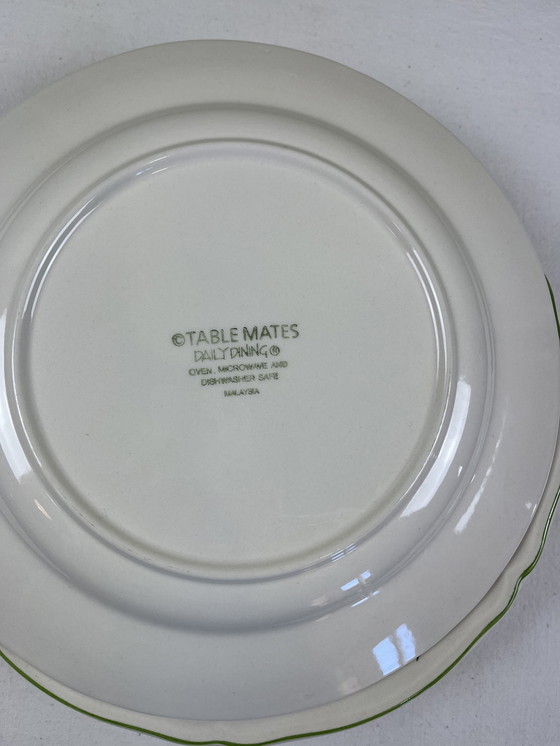 ©TABLE MATES
DAILY DINING®
OVEN, MICROWAVE AND
DISHWASHER SAFE
MALAYSIA